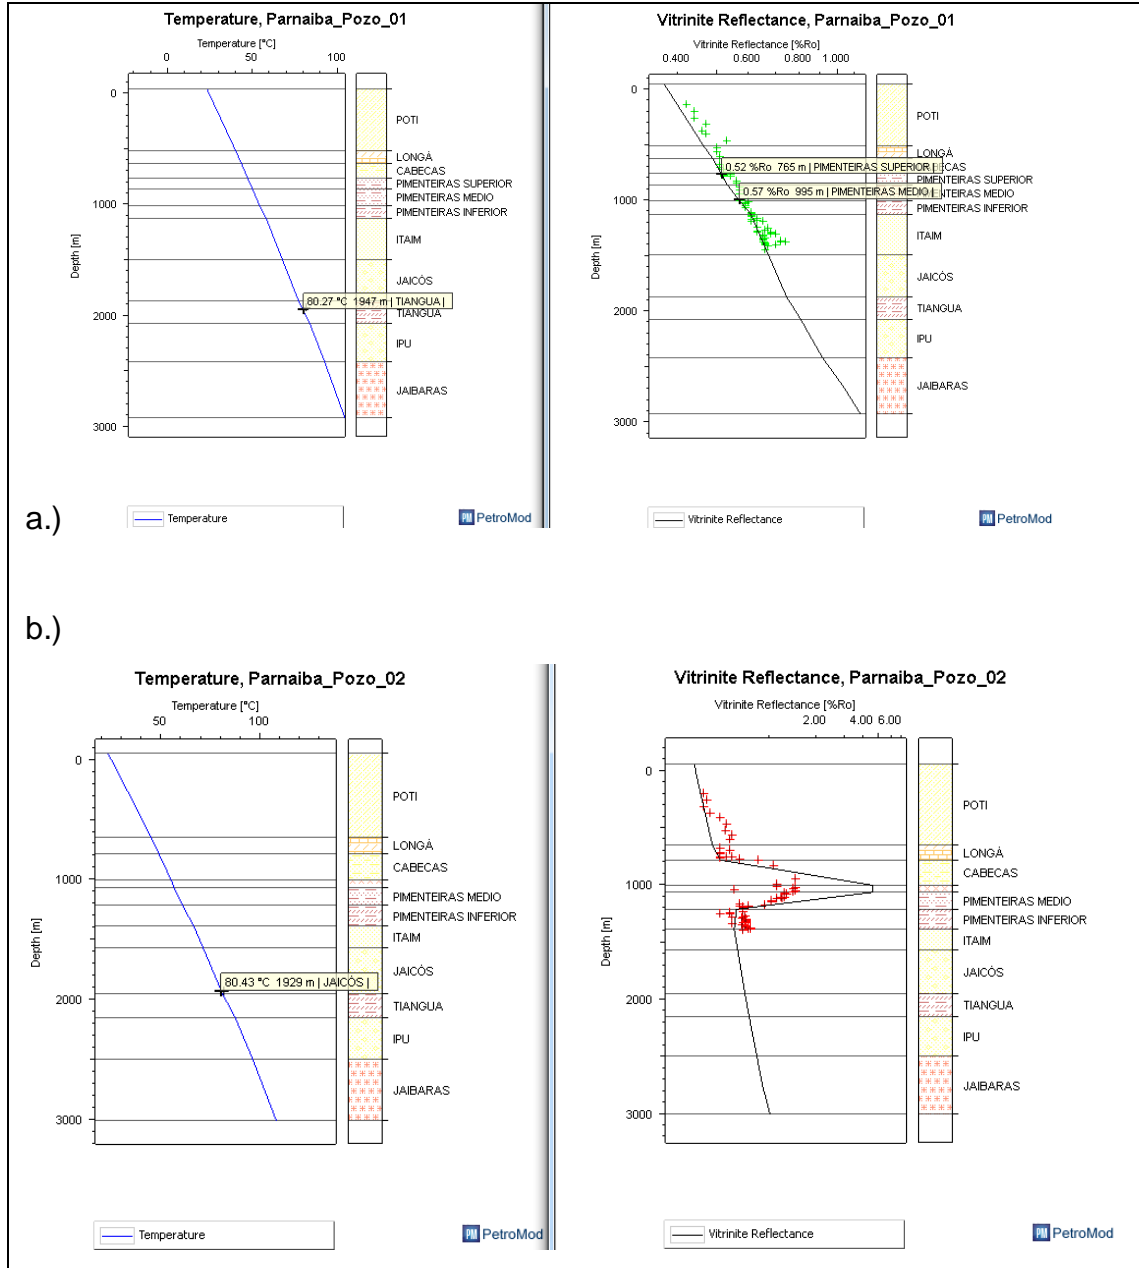 Temperature, Parnaiba_Pozo_01
Temperature [°C]
0 50 100
Depth [m]
0
1000
2000
3000
POTI
LONGÁ
CABECAS
PIMENTEIRAS SUPERIOR
PIMENTEIRAS MEDIO
PIMENTEIRAS INFERIOR
ITAIM
JAICÓS
80.27 °C 1947 m | TIANGUA |
TIANGUA
IPU
JAIBARAS
Temperature
PM PetroMod
Vitrinite Reflectance, Parnaiba_Pozo_01
Vitrinite Reflectance [%Ro]
0.400 0.600 0.800 1.000
0
1000
2000
3000
Depth [m]
POTI
LONGÁ
0.52 %Ro 765 m | PIMENTEIRAS SUPERIOR |
ECAS
PIMENTEIRAS SUPERIOR
0.57 %Ro 995 m | PIMENTEIRAS MEDIO |
ENTEIRAS MEDIO
PIMENTEIRAS INFERIOR
ITAIM
JAICÓS
TIANGUA
IPU
JAIBARAS
Vitrinite Reflectance
PM PetroMod
a.)
b.)
Temperature, Parnaiba_Pozo_02
Temperature [°C]
50 100
Depth [m]
0
1000
2000
3000
POTI
LONGÁ
CABECAS
PIMENTEIRAS MEDIO
PIMENTEIRAS INFERIOR
ITAIM
JAICÓS
80.43 °C 1929 m | JAICÓS |
TIANGUA
IPU
JAIBARAS
Temperature
PM PetroMod
Vitrinite Reflectance, Parnaiba_Pozo_02
Vitrinite Reflectance [%Ro]
2.00 4.00 6.00
Depth [m]
0
1000
2000
3000
POTI
LONGÁ
CABECAS
PIMENTEIRAS MEDIO
PIMENTEIRAS INFERIOR
ITAIM
JAICÓS
TIANGUA
IPU
JAIBARAS
Vitrinite Reflectance
PM PetroMod